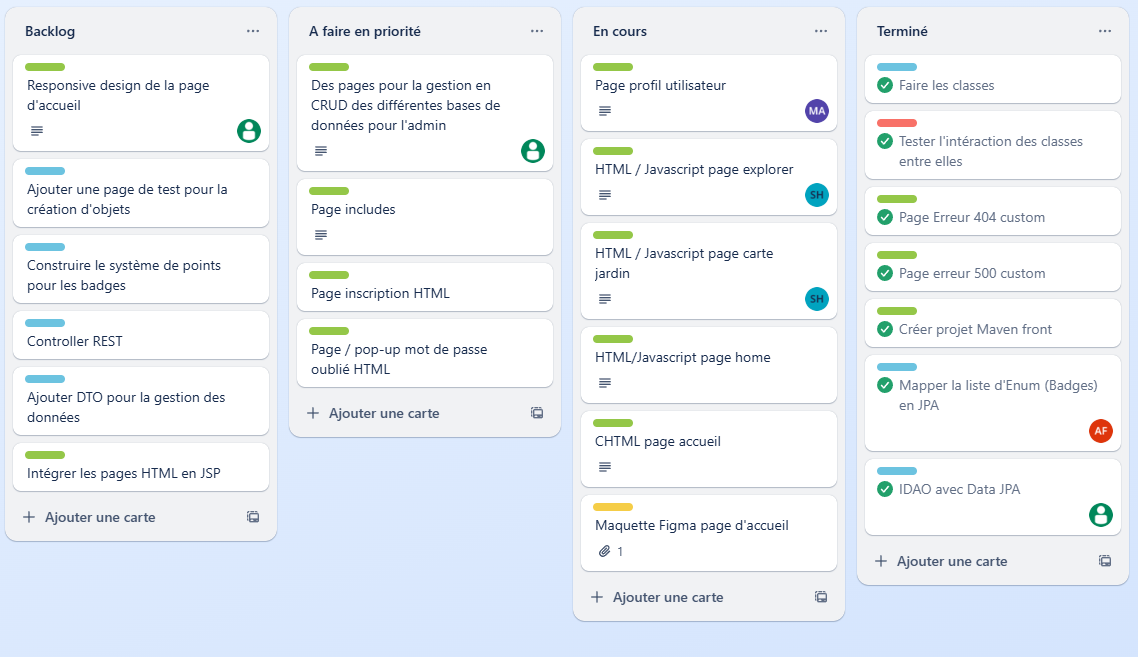 Backlog
Responsive design de la page
d'accueil
Ajouter une page de test pour la
création d'objets
Construire le système de points
pour les badges
Controller REST
Ajouter DTO pour la gestion des
données
Intégrer les pages HTML en JSP
Ajouter une carte
A faire en priorité
Des pages pour la gestion en
CRUD des différentes bases de
données pour l'admin
Page includes
Page inscription HTML
Page / pop-up mot de passe
oublié HTML
Ajouter une carte
En cours
Page profil utilisateur
MA
HTML / Javascript page explorer
SH
HTML / Javascript page carte
jardin
SH
HTML/Javascript page home
CHTML page accueil
Maquette Figma page d'accueil
1
Ajouter une carte
Terminé
Faire les classes
Tester l'intéraction des classes
entre elles
Page Erreur 404 custom
Page erreur 500 custom
Créer projet Maven front
Mapper la liste d'Enum (Badges)
en JPA
AF
IDAO avec Data JPA
Ajouter une carte